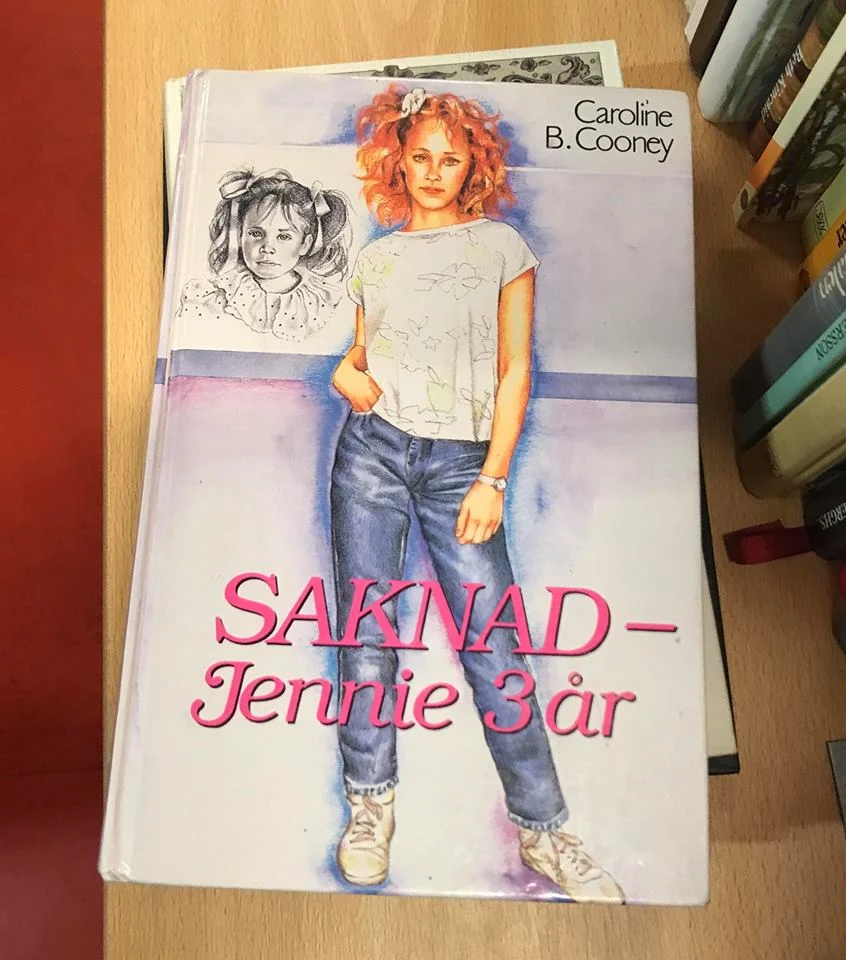 Caroline
B. Cooney
SAKNAD –
Jennie 3 år